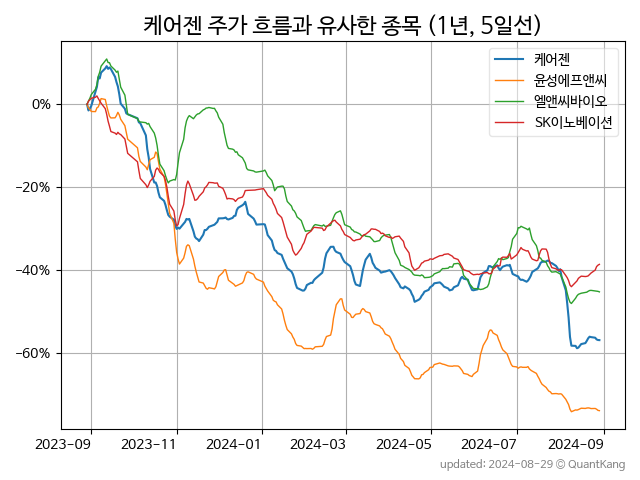 케어젠 주가 흐름과 유사한 종목 (1년, 5일선)
케어젠
윤성에프앤씨
엘앤씨바이오
SK이노베이션
0%
−20%
−40%
−60%
2023-09 2023-11 2024-01 2024-03 2024-05 2024-07 2024-09
updated: 2024-08-29 © QuantKang